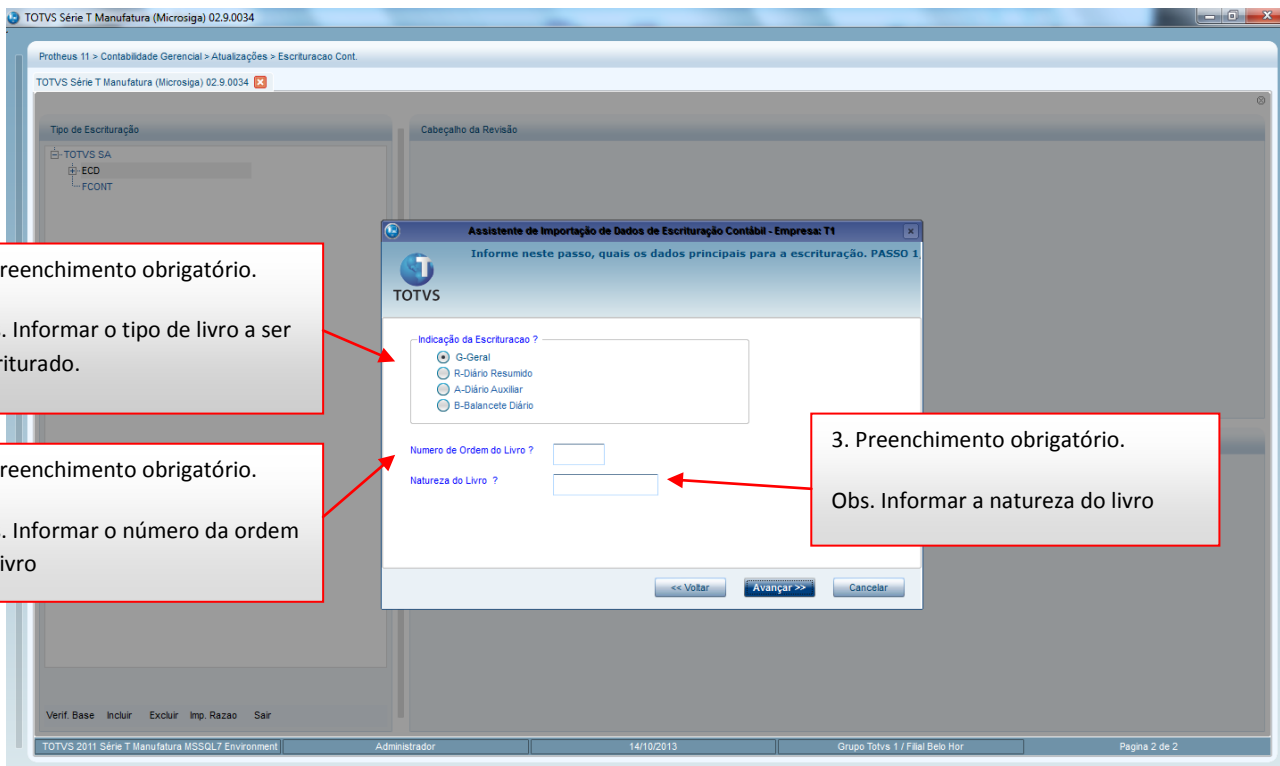 TOTVS Série T Manufatura (Microsiga) 02.9.0034
Protheus 11 > Contabilidade Gerencial > Atualizações > Escrituracao Cont.
TOTVS Série T Manufatura (Microsiga) 02.9.0034
Tipo de Escrituração
Cabeçalho da Revisão
TOTVS SA
ECD
FCONT
Assistente de Importação de Dados de Escrituração Contábil - Empresa: T1
Informe neste passo, quais os dados principais para a escrituração. PASSO 1
TOTVS
reenchimento obrigatório.
. Informar o tipo de livro a ser
riturado.
Indicação da Escrituracao ?
G-Geral
R-Diário Resumido
A-Diário Auxiliar
B-Balancete Diário
reenchimento obrigatório.
. Informar o número da ordem
ivro
Numero de Ordem do Livro ?
Natureza do Livro ?
3. Preenchimento obrigatório.
Obs. Informar a natureza do livro
<< Voltar Avançar >> Cancelar
Verif. Base Incluir Excluir Imp. Razao Sair
TOTVS 2011 Série T Manufatura MSSQL7 Environment Administrador 14/10/2013 Grupo Totvs 1 / Filial Belo Hor Pagina 2 de 2